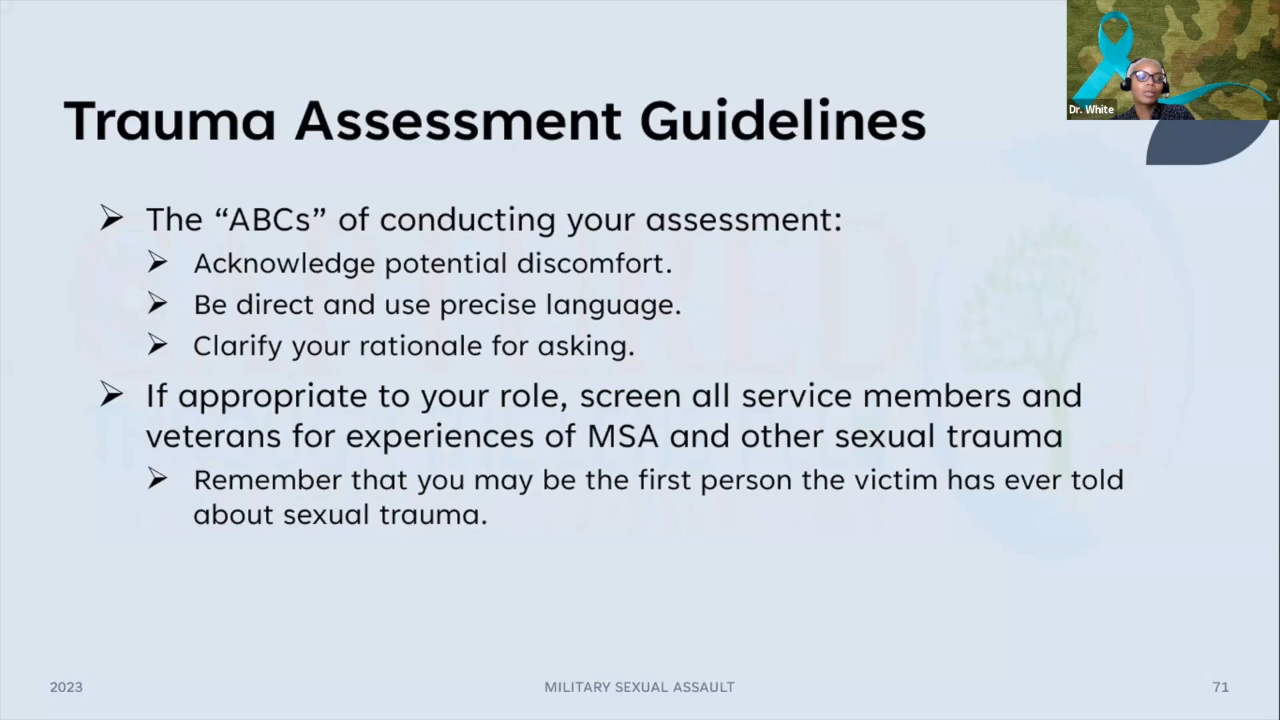 Dr. White
Trauma Assessment Guidelines
➢ The “ABCs” of conducting your assessment:
➢ Acknowledge potential discomfort.
➢ Be direct and use precise language.
➢ Clarify your rationale for asking.
➢ If appropriate to your role, screen all service members and
veterans for experiences of MSA and other sexual trauma
➢ Remember that you may be the first person the victim has ever told
about sexual trauma.
2023
MILITARY SEXUAL ASSAULT
71